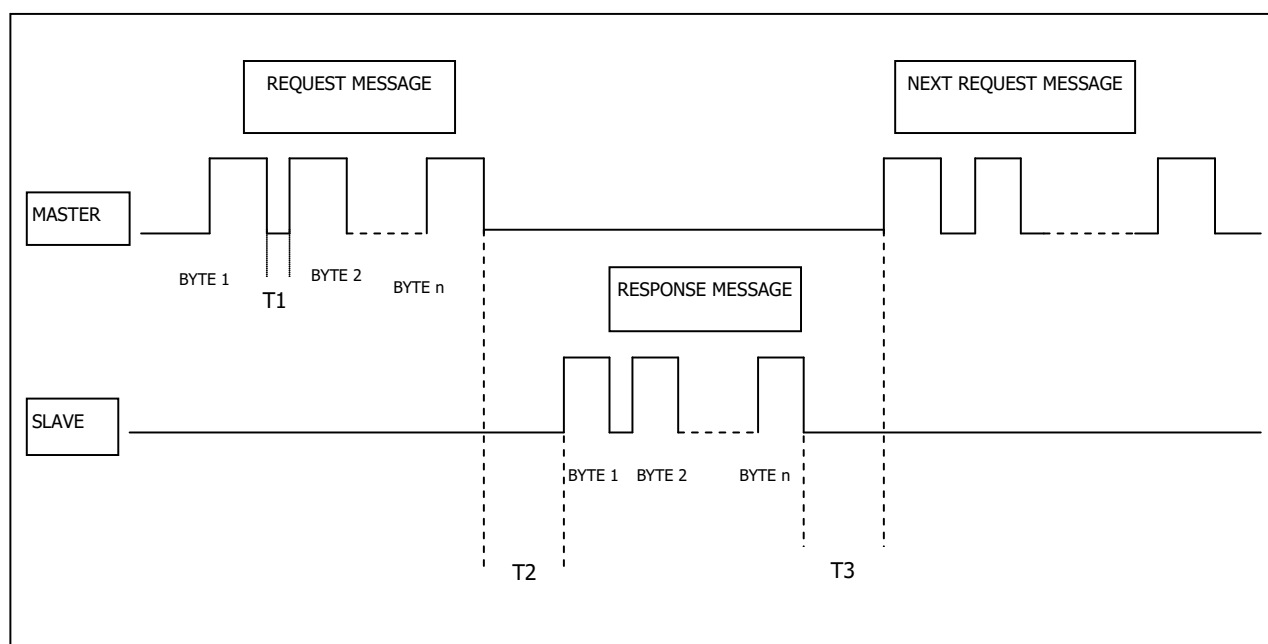 REQUEST MESSAGE
NEXT REQUEST MESSAGE
MASTER
BYTE 1
T1
BYTE 2
BYTE n
RESPONSE MESSAGE
SLAVE
BYTE 1
BYTE 2
BYTE n
T2
T3